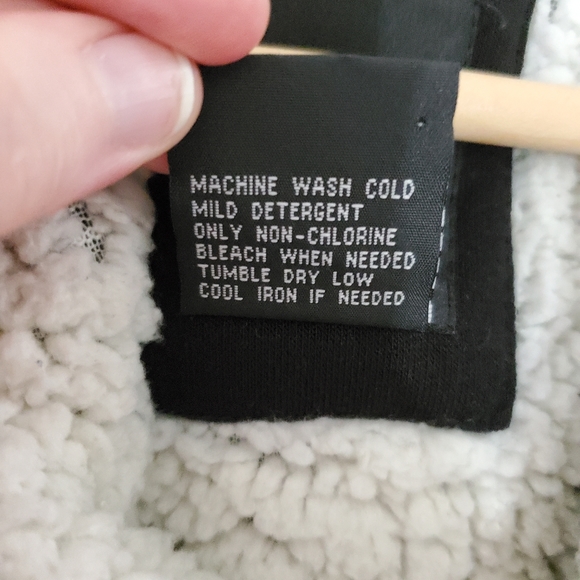 MACHINE WASH COLD
MILD DETERGENT
ONLY NON-CHLORINE
BLEACH WHEN NEEDED
TUMBLE DRY LOW
COOL IRON IF NEEDED